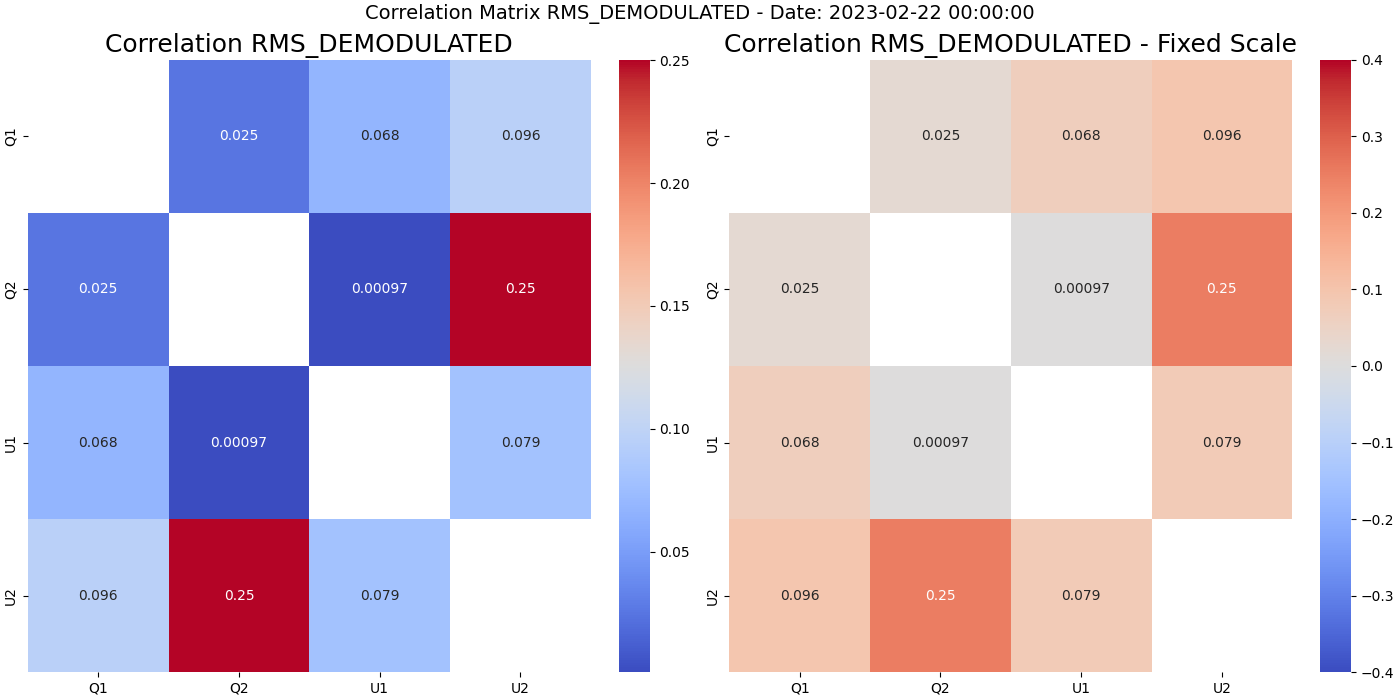 Correlation Matrix RMS_DEMODULATED - Date: 2023-02-22 00:00:00
Correlation RMS_DEMODULATED
Q1
0.025
0.068
0.096
Q2
0.025
0.00097
0.25
U1
0.068
0.00097
0.079
U2
0.096
0.25
0.079
Q1
Q2
U1
U2
0.25
0.20
0.15
0.10
0.05
Correlation RMS_DEMODULATED - Fixed Scale
Q1
0.025
0.068
0.096
Q2
0.025
0.00097
0.25
U1
0.068
0.00097
0.079
U2
0.096
0.25
0.079
Q1
Q2
U1
U2
0.4
0.3
0.2
0.1
0.0
−0.1
−0.2
−0.3
−0.4